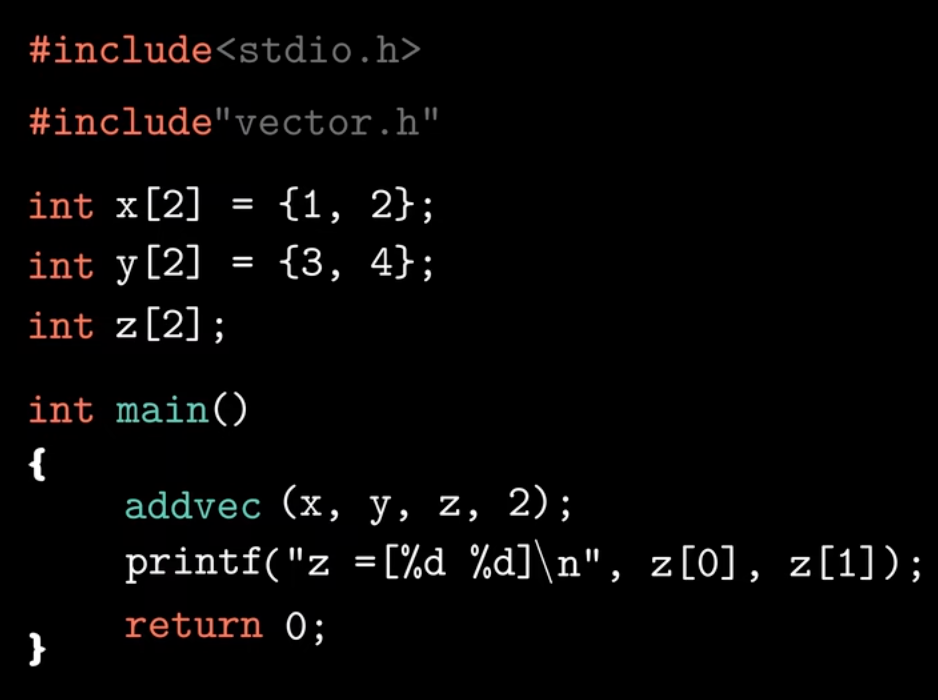 #include<stdio.h>
#include"vector.h"
int x[2] = {1, 2};
int y[2] = {3, 4};
int z[2];
int main()
{
addvec (x, y, z, 2);
printf("z =[%d %d]\n", z[0], z[1]);
return 0;
}